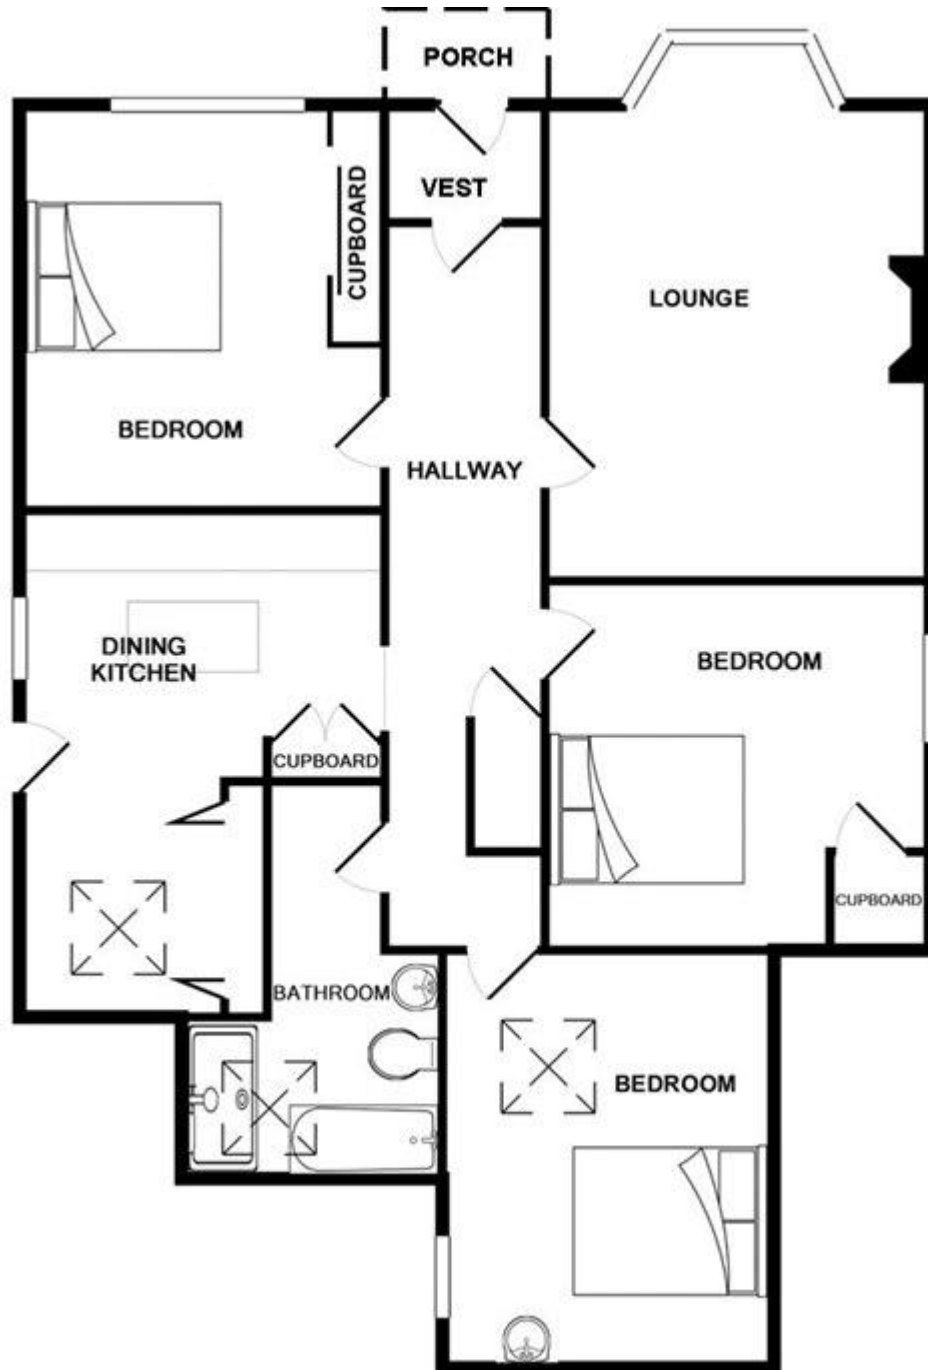 PORCH
VEST
CUPBOARD
LOUNGE
BEDROOM
HALLWAY
DINING
KITCHEN
BEDROOM
CUPBOARD
CUPBOARD
BATHROOM
BEDROOM